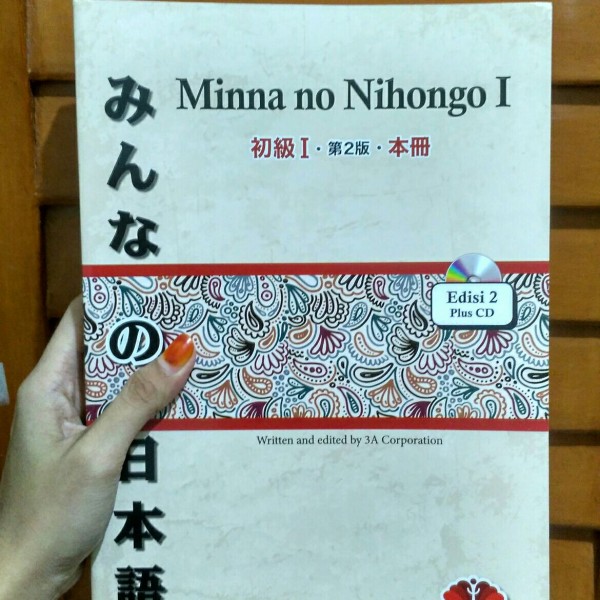 みんなの日本語
Minna no Nihongo I
初級 I・第2版・本冊
Edisi 2
Plus CD
Written and edited by 3A Corporation